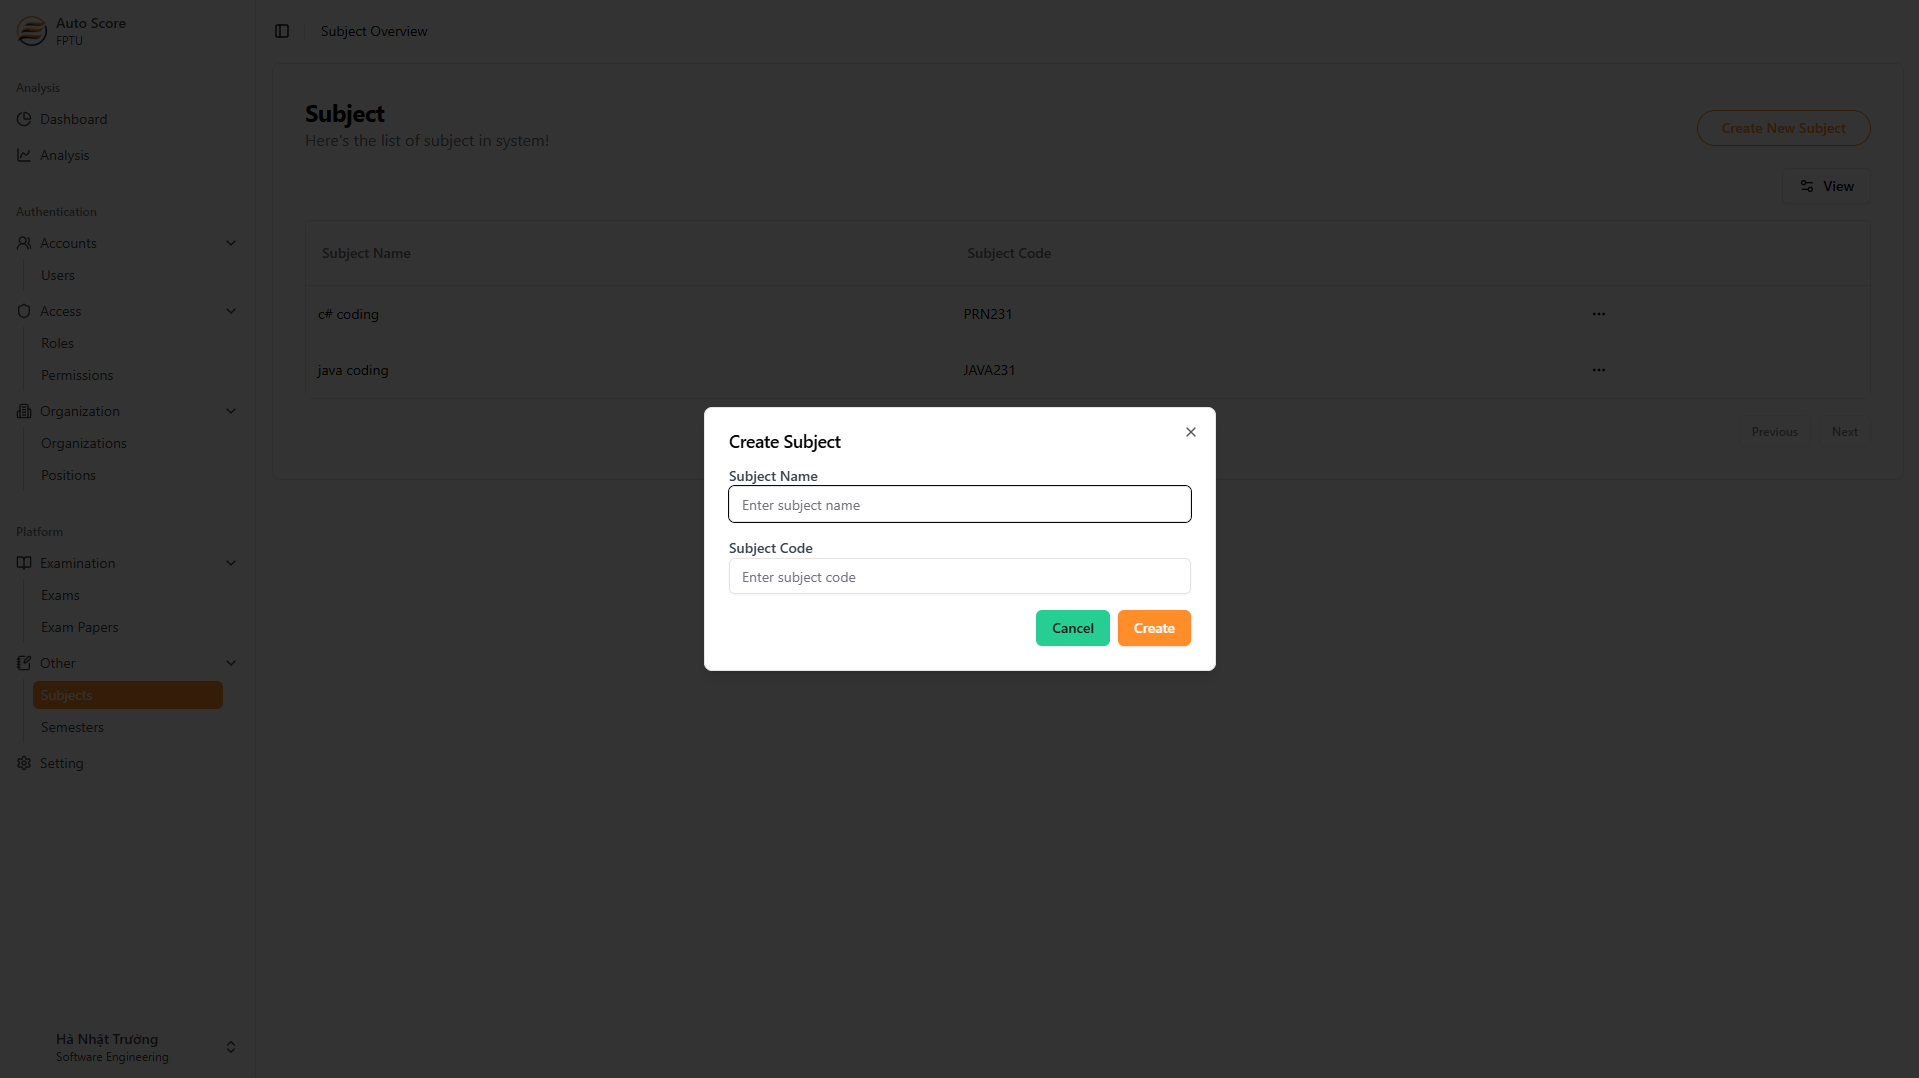 Auto Score
FPTU
Analysis
Dashboard
Analysis
Authentication
Accounts
Users
Access
Roles
Permissions
Organization
Organizations
Positions
Platform
Examination
Exams
Exam Papers
Other
Subjects
Semesters
Setting
Hà Nhật Trưởng
Software Engineering
Subject Overview
Subject
Here's the list of subject in system!
Create New Subject
View
Subject Name Subject Code
c# coding PRN231
java coding JAVA231
Previous Next
Create Subject
Subject Name
Enter subject name
Subject Code
Enter subject code
Cancel Create